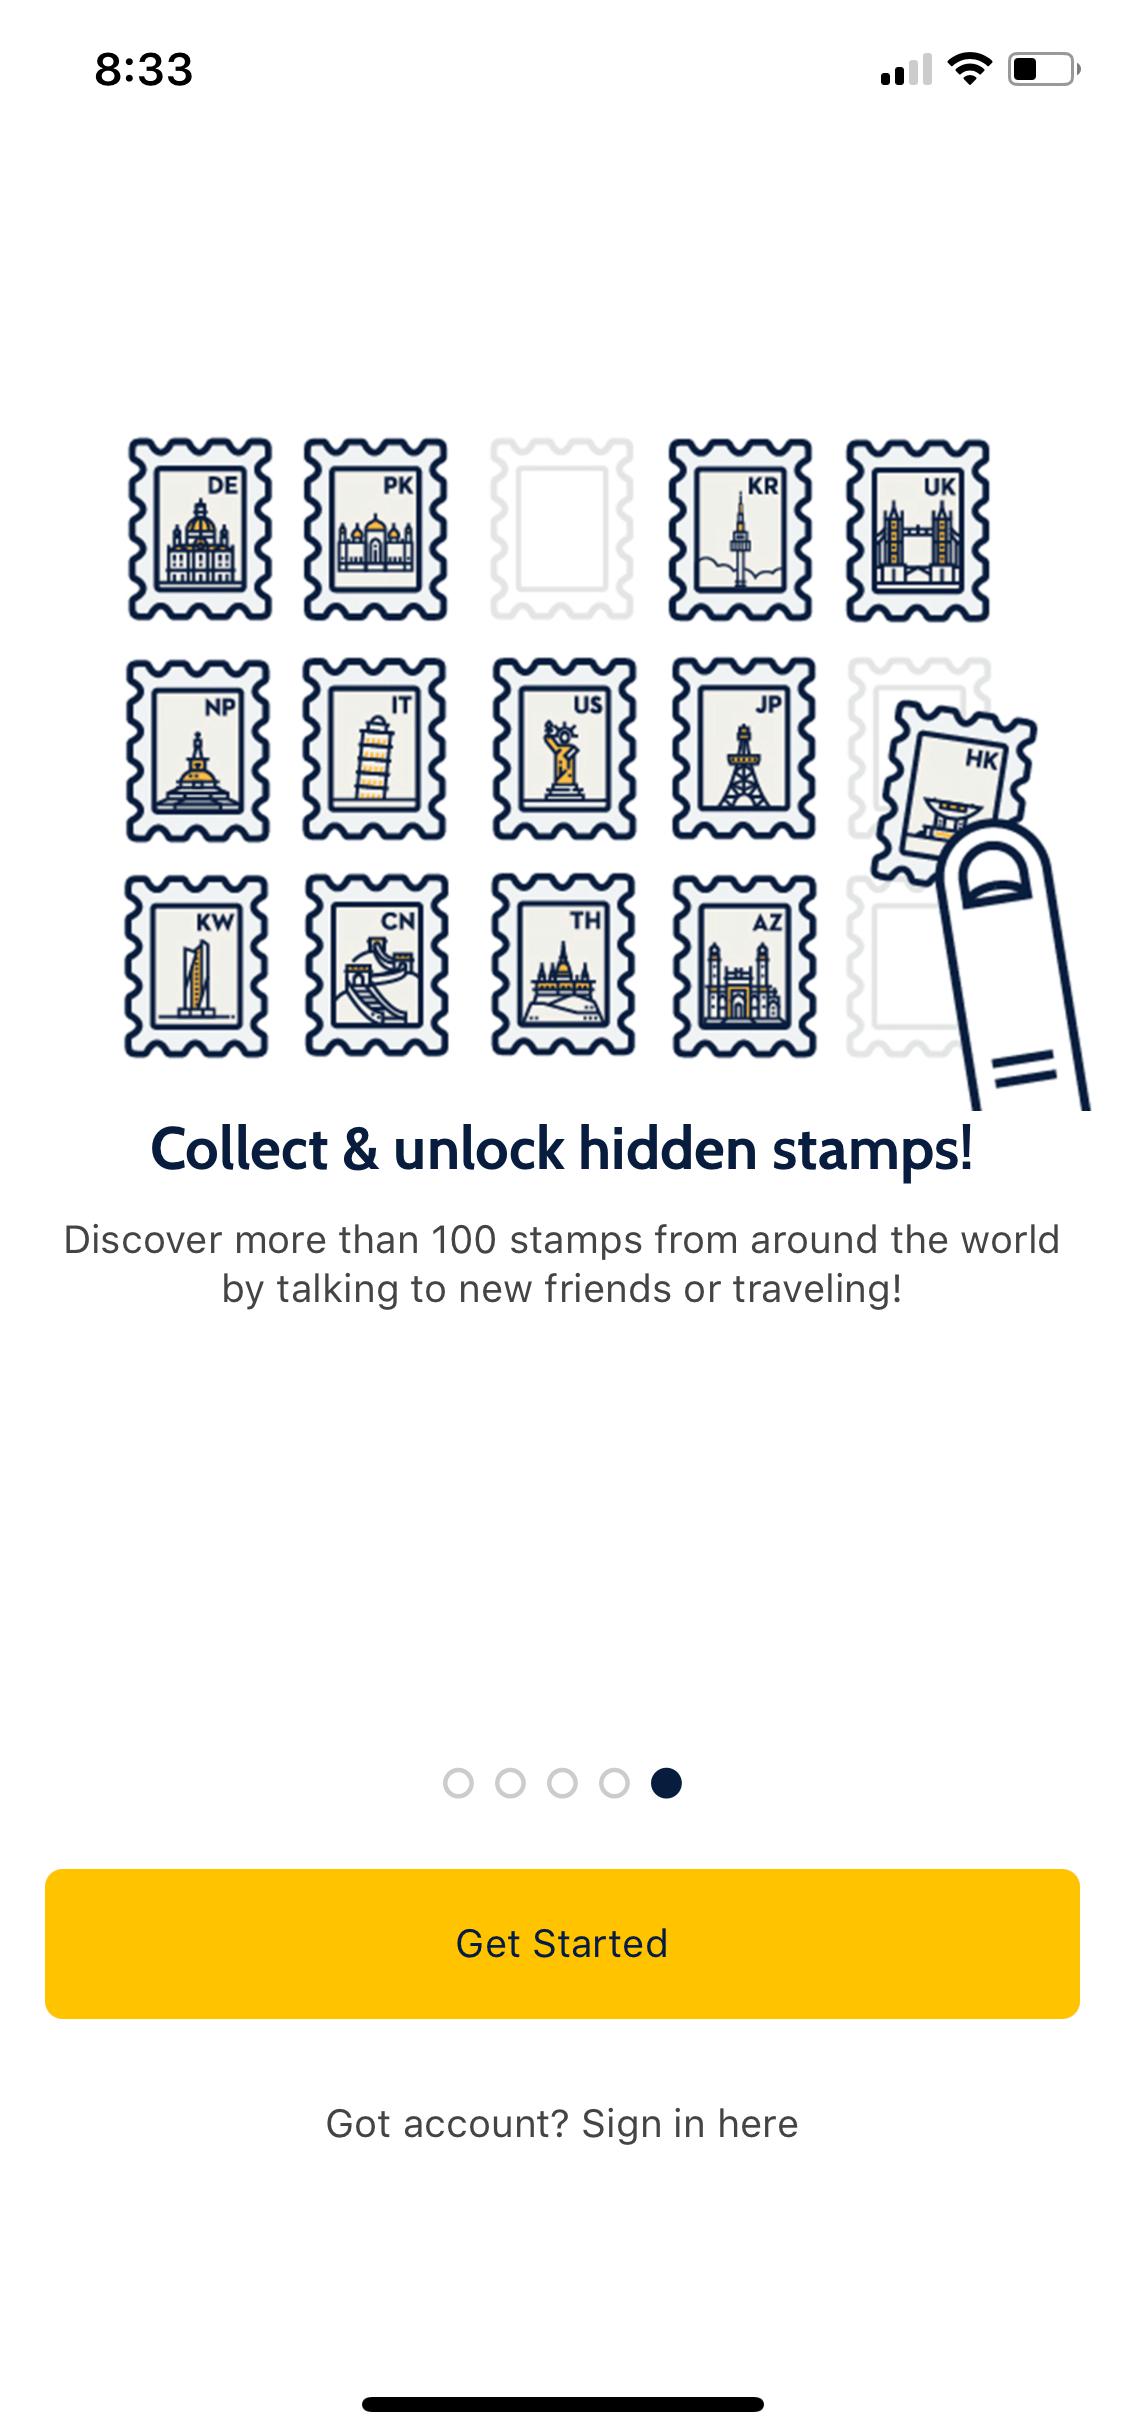 8:33
DE
PK
KR
UK
NP
IT
US
JP
HK
KW
CN
TH
AZ
Collect & unlock hidden stamps!
Discover more than 100 stamps from around the world
by talking to new friends or traveling!
Get Started
Got account? Sign in here